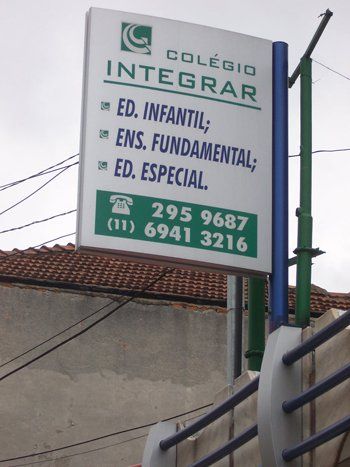 COLÉGIO
INTEGRAR
ED. INFANTIL;
ENS. FUNDAMENTAL;
ED. ESPECIAL.
295 9687
(11) 6941 3216